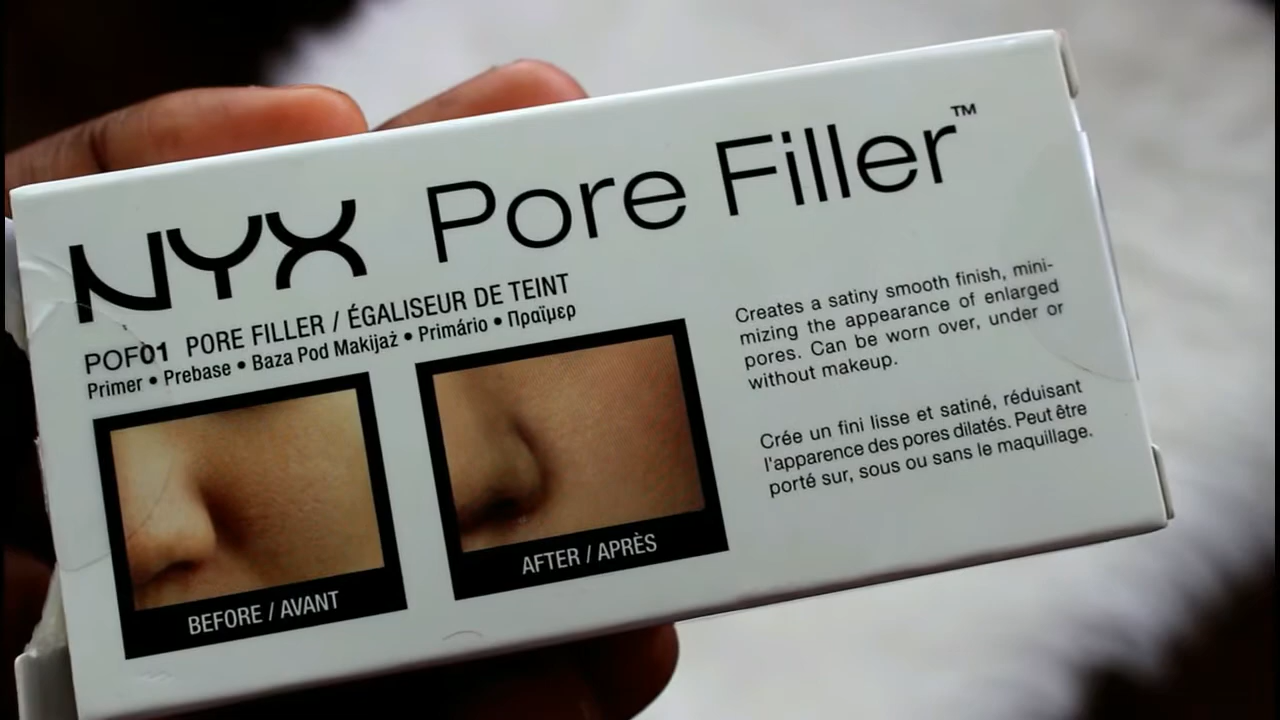 NYX Pore Filler™
POF01 PORE FILLER / ÉGALISEUR DE TEINT
Primer • Prebase • Baza Pod Makijaż • Primário • Πράϊμερ
BEFORE / AVANT
AFTER / APRÈS
Creates a satiny smooth finish, mini-
mizing the appearance of enlarged
pores. Can be worn over, under or
without makeup.
Crée un fini lisse et satiné, réduisant
l'apparence des pores dilatés. Peut être
porté sur, sous ou sans le maquillage.